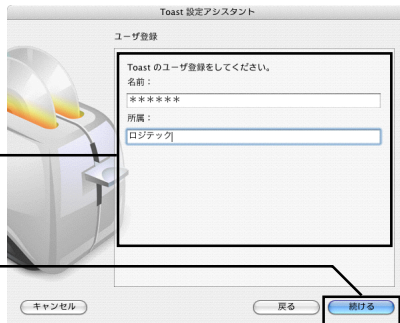 Toast 設定アシスタント
ユーザ登録
Toast のユーザ登録をしてください。
名前：
******
所属：
ロジテック
キャンセル
戻る
続ける